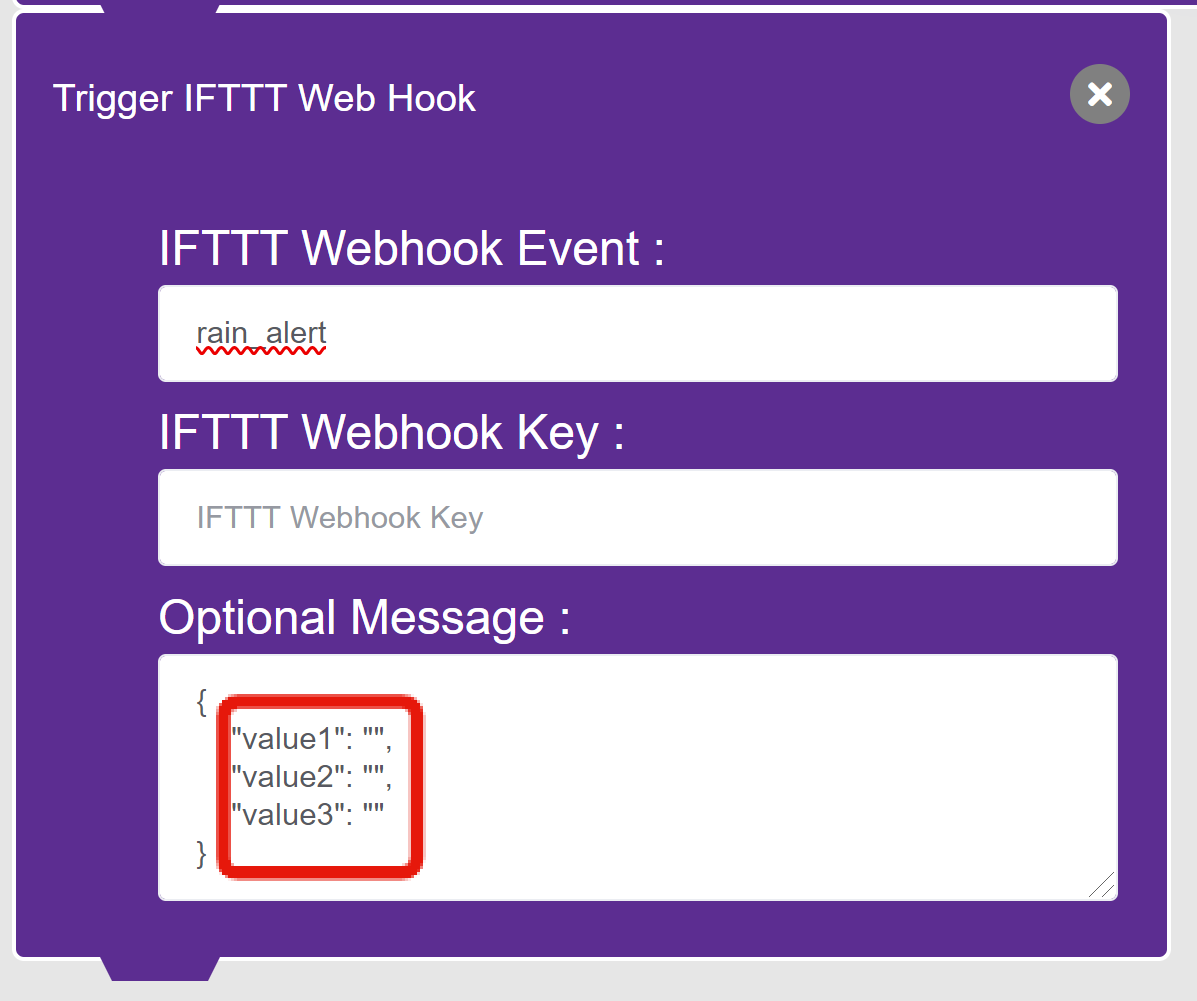 Trigger IFTTT Web Hook
IFTTT Webhook Event :
rain_alert
IFTTT Webhook Key :
IFTTT Webhook Key
Optional Message :
{
"value1": "",
"value2": "",
"value3": ""
}